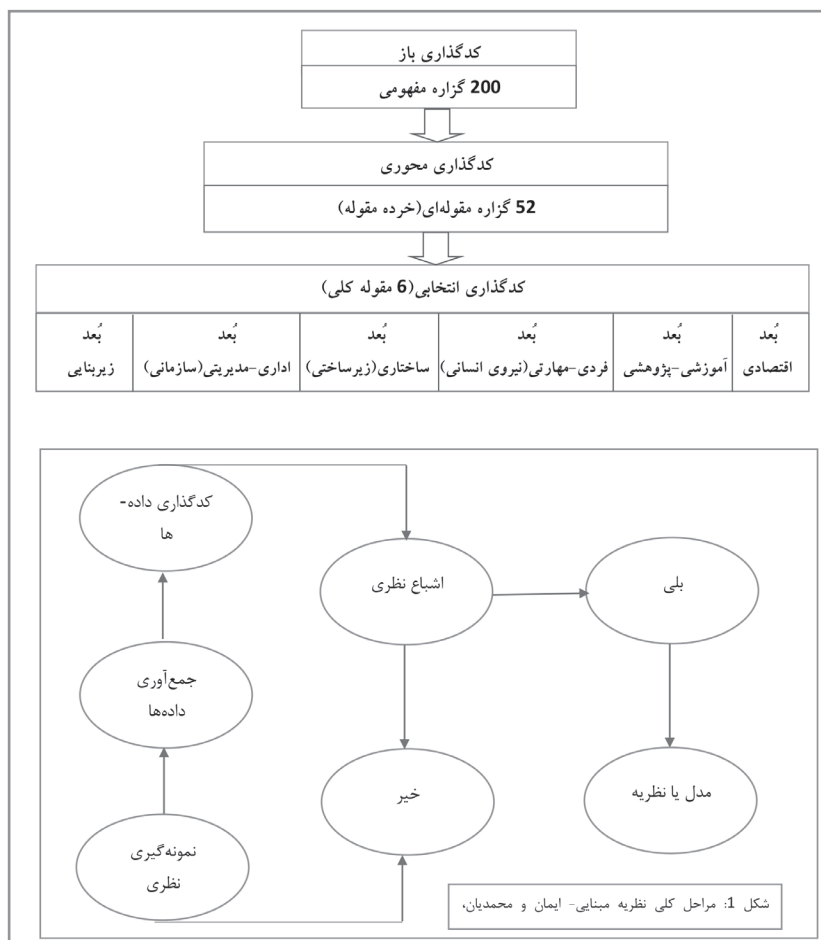 کدگذاری باز
200 گزاره مفهومی
کدگذاری محوری
52 گزاره مقوله‌ای(خرده مقوله)
کدگذاری انتخابی(6 مقوله کلی)
بُعد
اقتصادی
بُعد
آموزشی-پژوهشی
بُعد
فردی-مهارتی(نیروی انسانی)
بُعد
ساختاری(زیرساختی)
بُعد
اداری-مدیریتی(سازمانی)
بُعد
زیربنایی
کدگذاری داده-
ها
اشباع نظری
بلی
جمع‌آوری
داده‌ها
خیر
مدل یا نظریه
نمونه‌گیری
نظری
شکل 1: مراحل کلی نظریه مبنایی- ایمان و محمدیان،